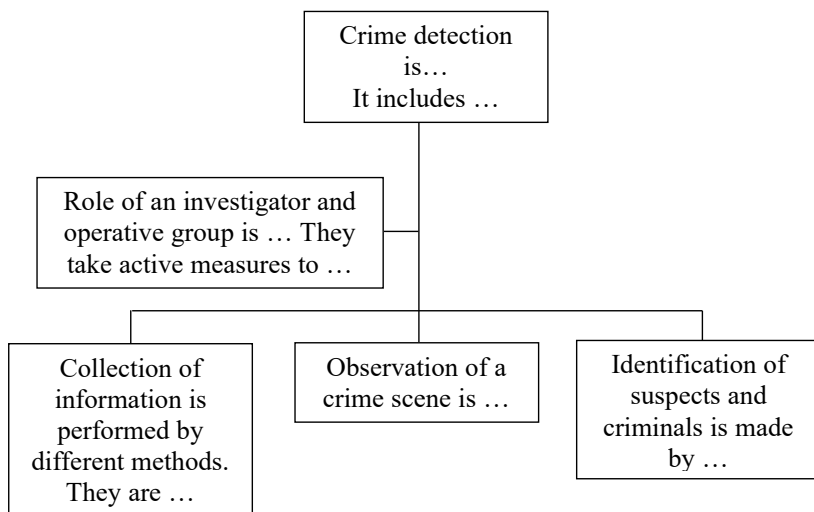 Crime detection
is…
It includes …
Role of an investigator and
operative group is … They
take active measures to …
Collection of
information is
performed by
different methods.
They are …
Observation of a
crime scene is …
Identification of
suspects and
criminals is made
by …